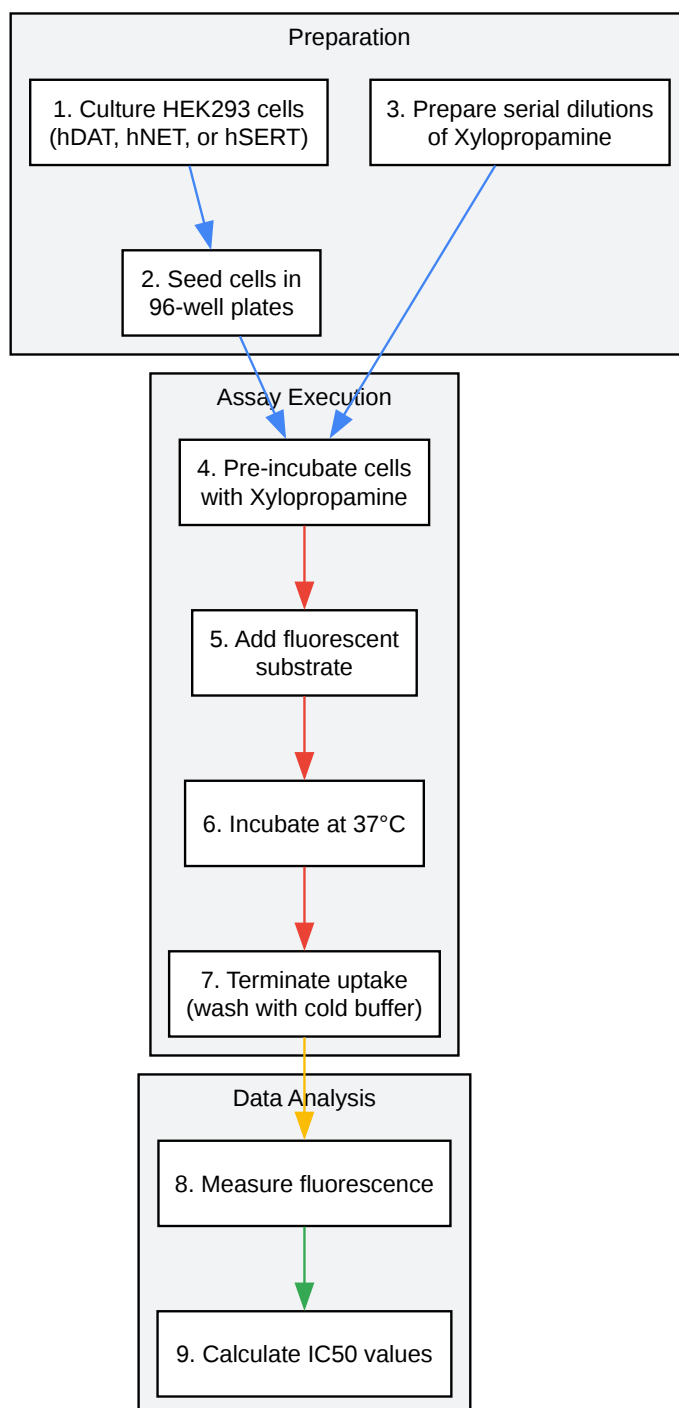 Preparation
1. Culture HEK293 cells
(hDAT, hNET, or hSERT)
3. Prepare serial dilutions
of Xylopropamine
2. Seed cells in
96-well plates
Assay Execution
4. Pre-incubate cells
with Xylopropamine
5. Add fluorescent
substrate
6. Incubate at 37°C
7. Terminate uptake
(wash with cold buffer)
Data Analysis
8. Measure fluorescence
9. Calculate IC50 values